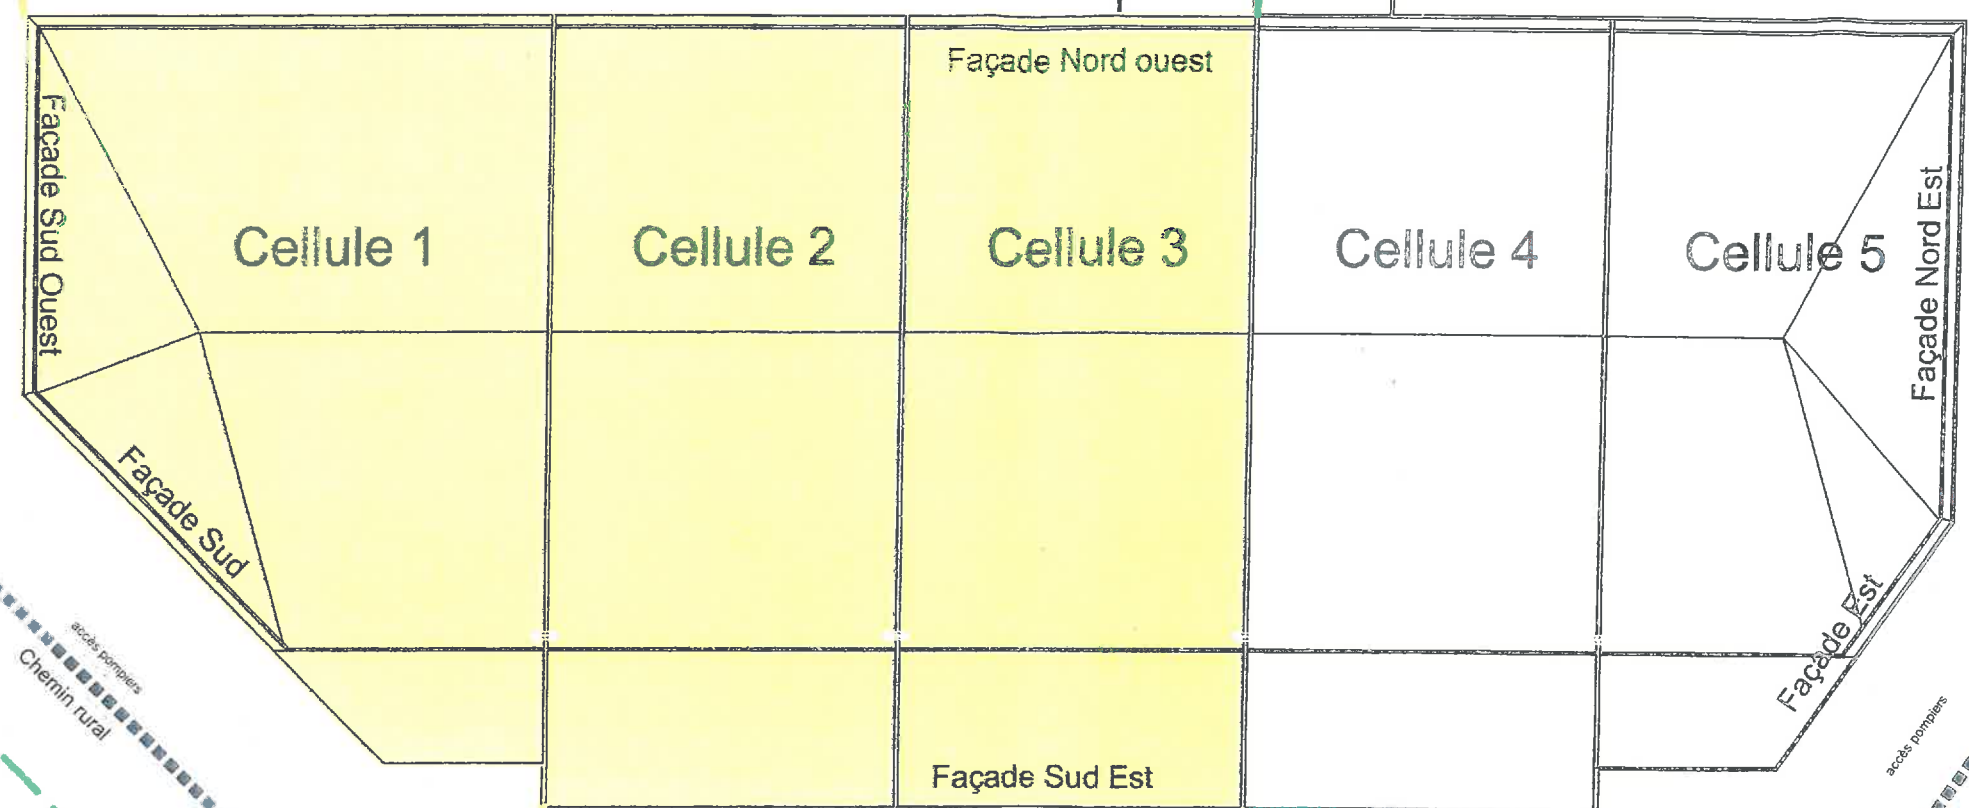 Façade Nord ouest
Façade Sud Ouest
Cellule 1
Cellule 2
Cellule 3
Cellule 4
Cellule 5
Façade Nord Est
Façade Sud
Façade Est
accès pompiers
Chemin rural
accès pompiers
Façade Sud Est